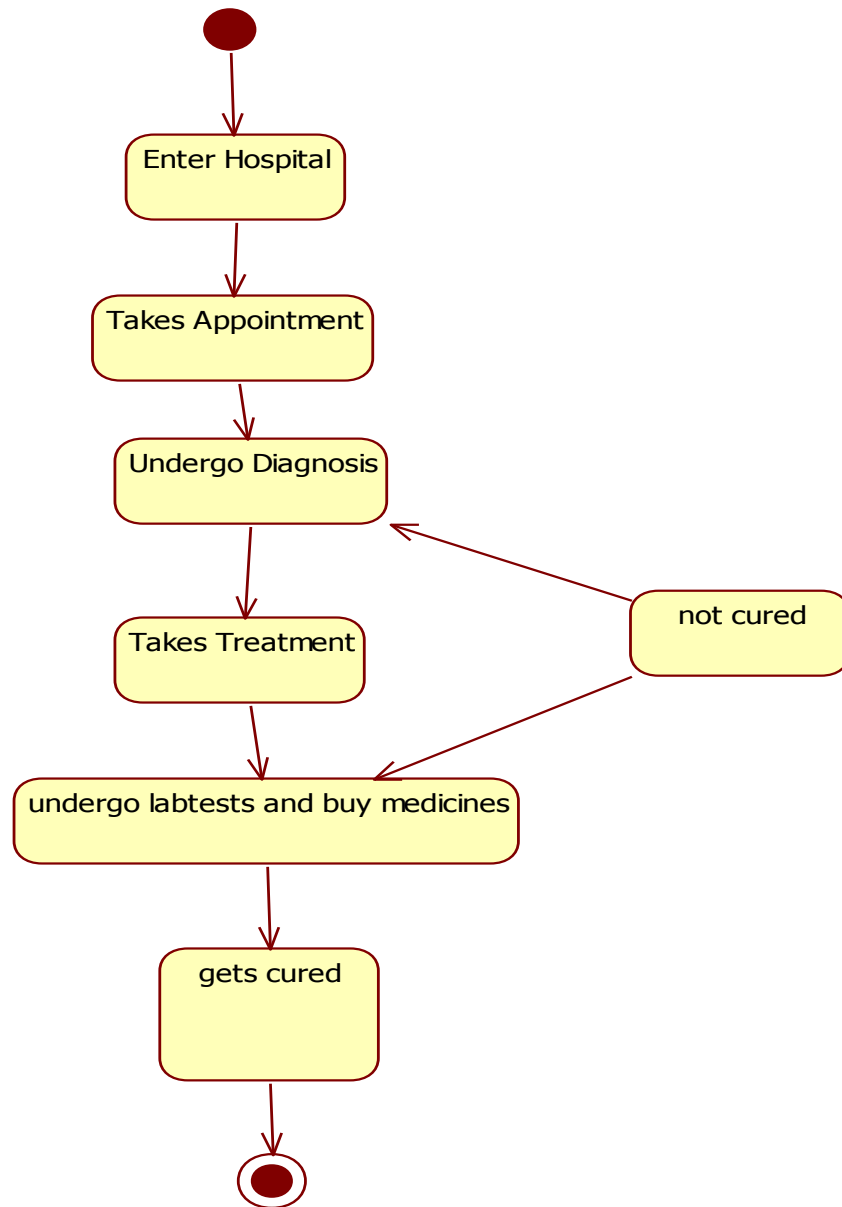 Enter Hospital
Takes Appointment
Undergo Diagnosis
not cured
Takes Treatment
undergo labtests and buy medicines
gets cured